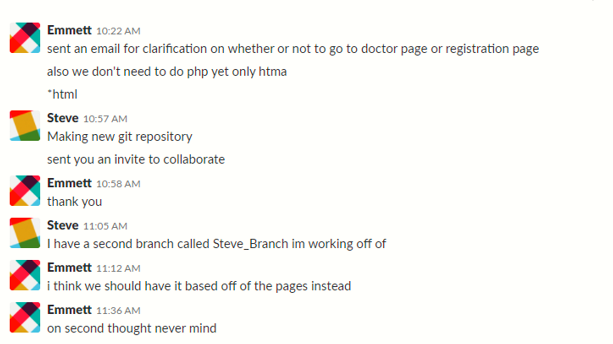 Emmett 10:22 AM
sent an email for clarification on whether or not to go to doctor page or registration page
also we don't need to do php yet only htma
*html
Steve 10:57 AM
Making new git repository
sent you an invite to collaborate
Emmett 10:58 AM
thank you
Steve 11:05 AM
I have a second branch called Steve_Branch im working off of
Emmett 11:12 AM
i think we should have it based off of the pages instead
Emmett 11:36 AM
on second thought never mind